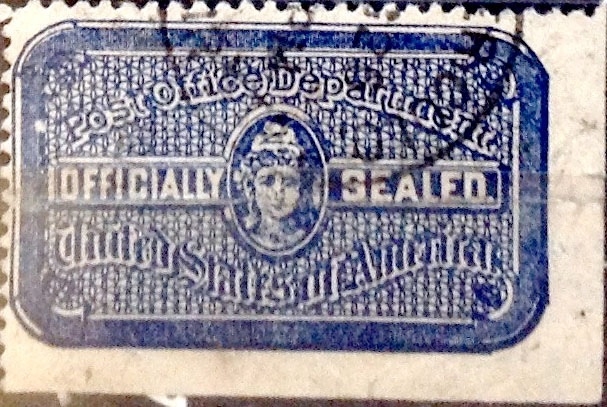 Post Office Department
OFFICIALLY SEALED.
United States of America.